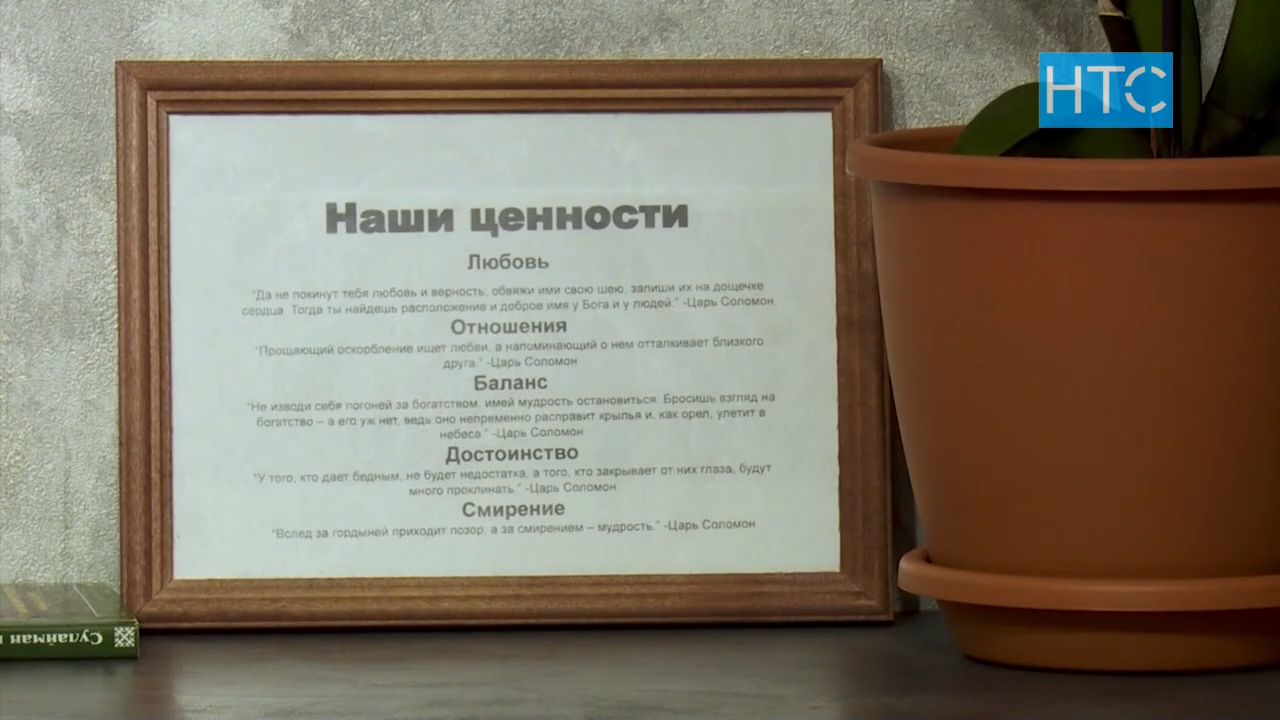 НТС
Наши ценности
Любовь
"Да не покинут тебя любовь и верность: обвяжи ими свою шею, запиши их на дощечке
сердца. Тогда ты найдешь расположение и доброе имя у Бога и у людей." -Царь Соломон
Отношения
"Прощающий оскорбление ищет любви, а напоминающий о нем отталкивает близкого
друга." -Царь Соломон
Баланс
"Не изводи себя погоней за богатством, имей мудрость остановиться. Бросишь взгляд на
богатство – а его уж нет, ведь оно непременно расправит крылья и, как орел, улетит в
небеса." -Царь Соломон
Достоинство
"У того, кто дает бедным, не будет недостатка, а того, кто закрывает от них глаза, будут
много проклинать." -Царь Соломон
Смирение
"Вслед за гордыней приходит позор, а за смирением – мудрость." -Царь Соломон
Сулайман